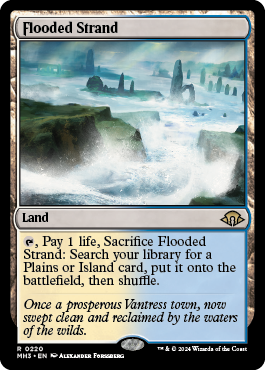 Flooded Strand
Land
, Pay 1 life, Sacrifice Flooded
Strand: Search your library for a
Plains or Island card, put it onto the
battlefield, then shuffle.
Once a prosperous Vantress town, now
swept clean and reclaimed by the waters
of the wilds.
R 0220
MH3 • EN Alexander Forssberg
™ & © 2024 Wizards of the Coast